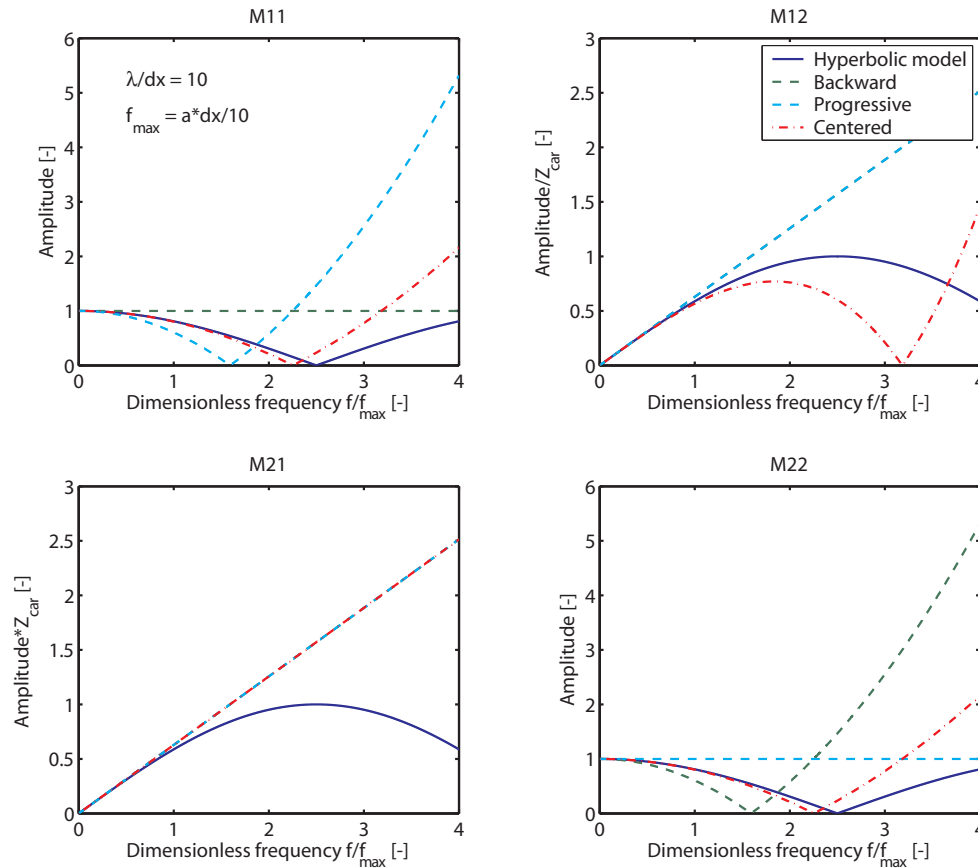 M11
6
5
4
3
2
1
0
0 1 2 3 4
Amplitude [-]
λ/dx = 10
f_max = a*dx/10
Dimensionless frequency f/f_max [-]
M12
3
2.5
2
1.5
1
0.5
0
0 1 2 3 4
Amplitude/Z_car [-]
Hyperbolic model
Backward
Progressive
Centered
Dimensionless frequency f/f_max [-]
M21
3
2.5
2
1.5
1
0.5
0
0 1 2 3 4
Amplitude*Z_car [-]
Dimensionless frequency f/f_max [-]
M22
6
5
4
3
2
1
0
0 1 2 3 4
Amplitude [-]
Dimensionless frequency f/f_max [-]